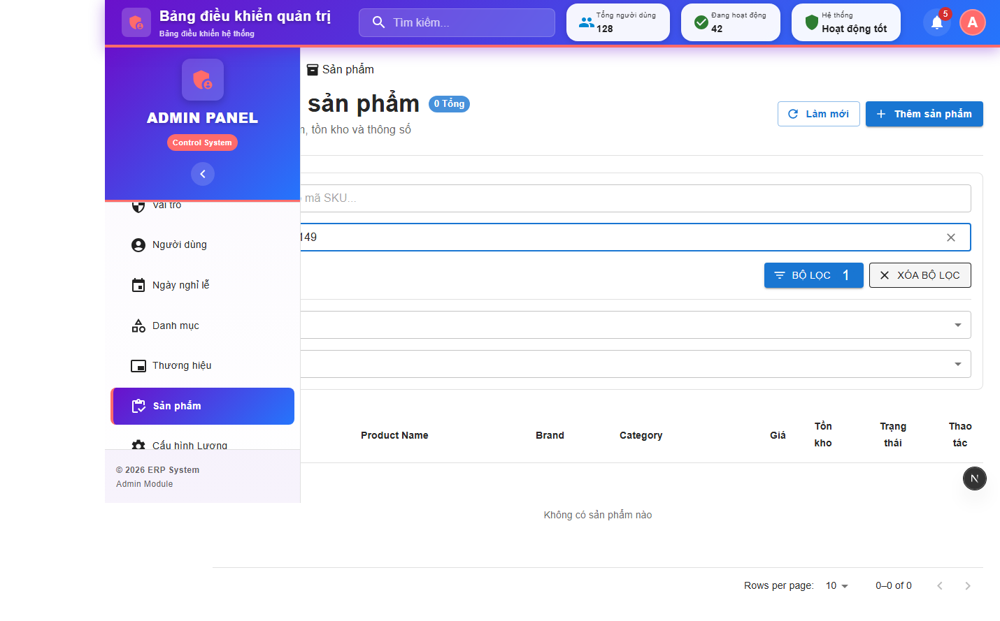 Bảng điều khiển quản trị
Bảng điều khiển hệ thống
Tìm kiếm...
Tổng người dùng
128
Đang hoạt động
42
Hệ thống
Hoạt động tốt
5
A
ADMIN PANEL
Control System
Vai trò
Người dùng
Ngày nghỉ lễ
Danh mục
Thương hiệu
Sản phẩm
Cấu hình Lương
© 2026 ERP System
Admin Module
Sản phẩm
sản phẩm
0 Tổng
, tồn kho và thông số
Làm mới
Thêm sản phẩm
mã SKU...
149
BỘ LỌC 1
XÓA BỘ LỌC
Product Name
Brand
Category
Giá
Tồn kho
Trạng thái
Thao tác
N
Không có sản phẩm nào
Rows per page: 10
0–0 of 0